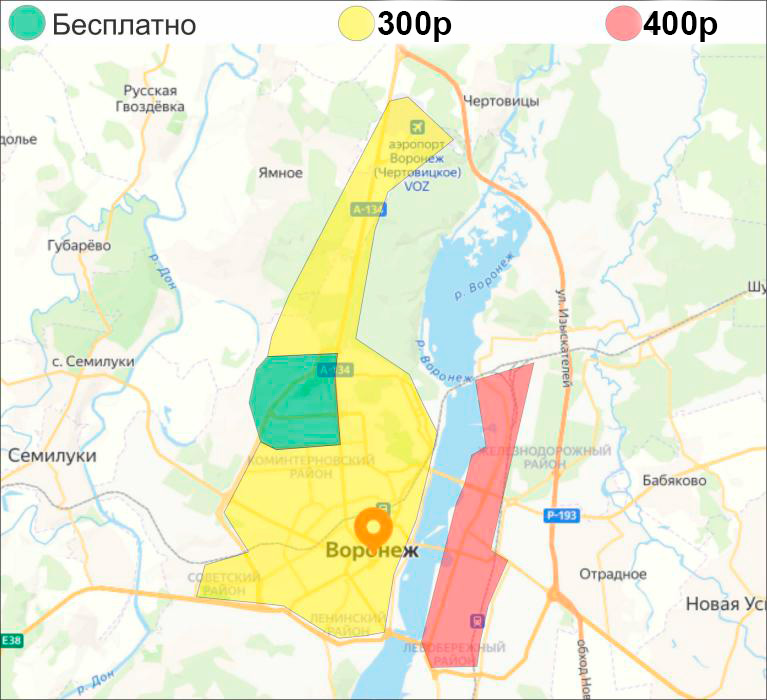 Бесплатно
300р
400р
Русская
Гвоздёвка
Чертовицы
долье
аэропорт
Воронеж
(Чертовицкое)
VOZ
Ямное
А-134
Губарёво
р. Дон
р. Воронеж
ул. Изыскателей
Шу
с. Семилуки
А-134
р. Воронеж
Семилуки
КОМИНТЕРНОВСКИЙ
РАЙОН
ЖЕЛЕЗНОДОРОЖНЫЙ
РАЙОН
Бабяково
Р-193
Воронеж
СОВЕТСКИЙ
РАЙОН
Отрадное
Новая Ус
ЛЕНИНСКИЙ
РАЙОН
Е38
ЛЕВОБЕРЕЖНЫЙ
РАЙОН
р. Дон
обход Нов